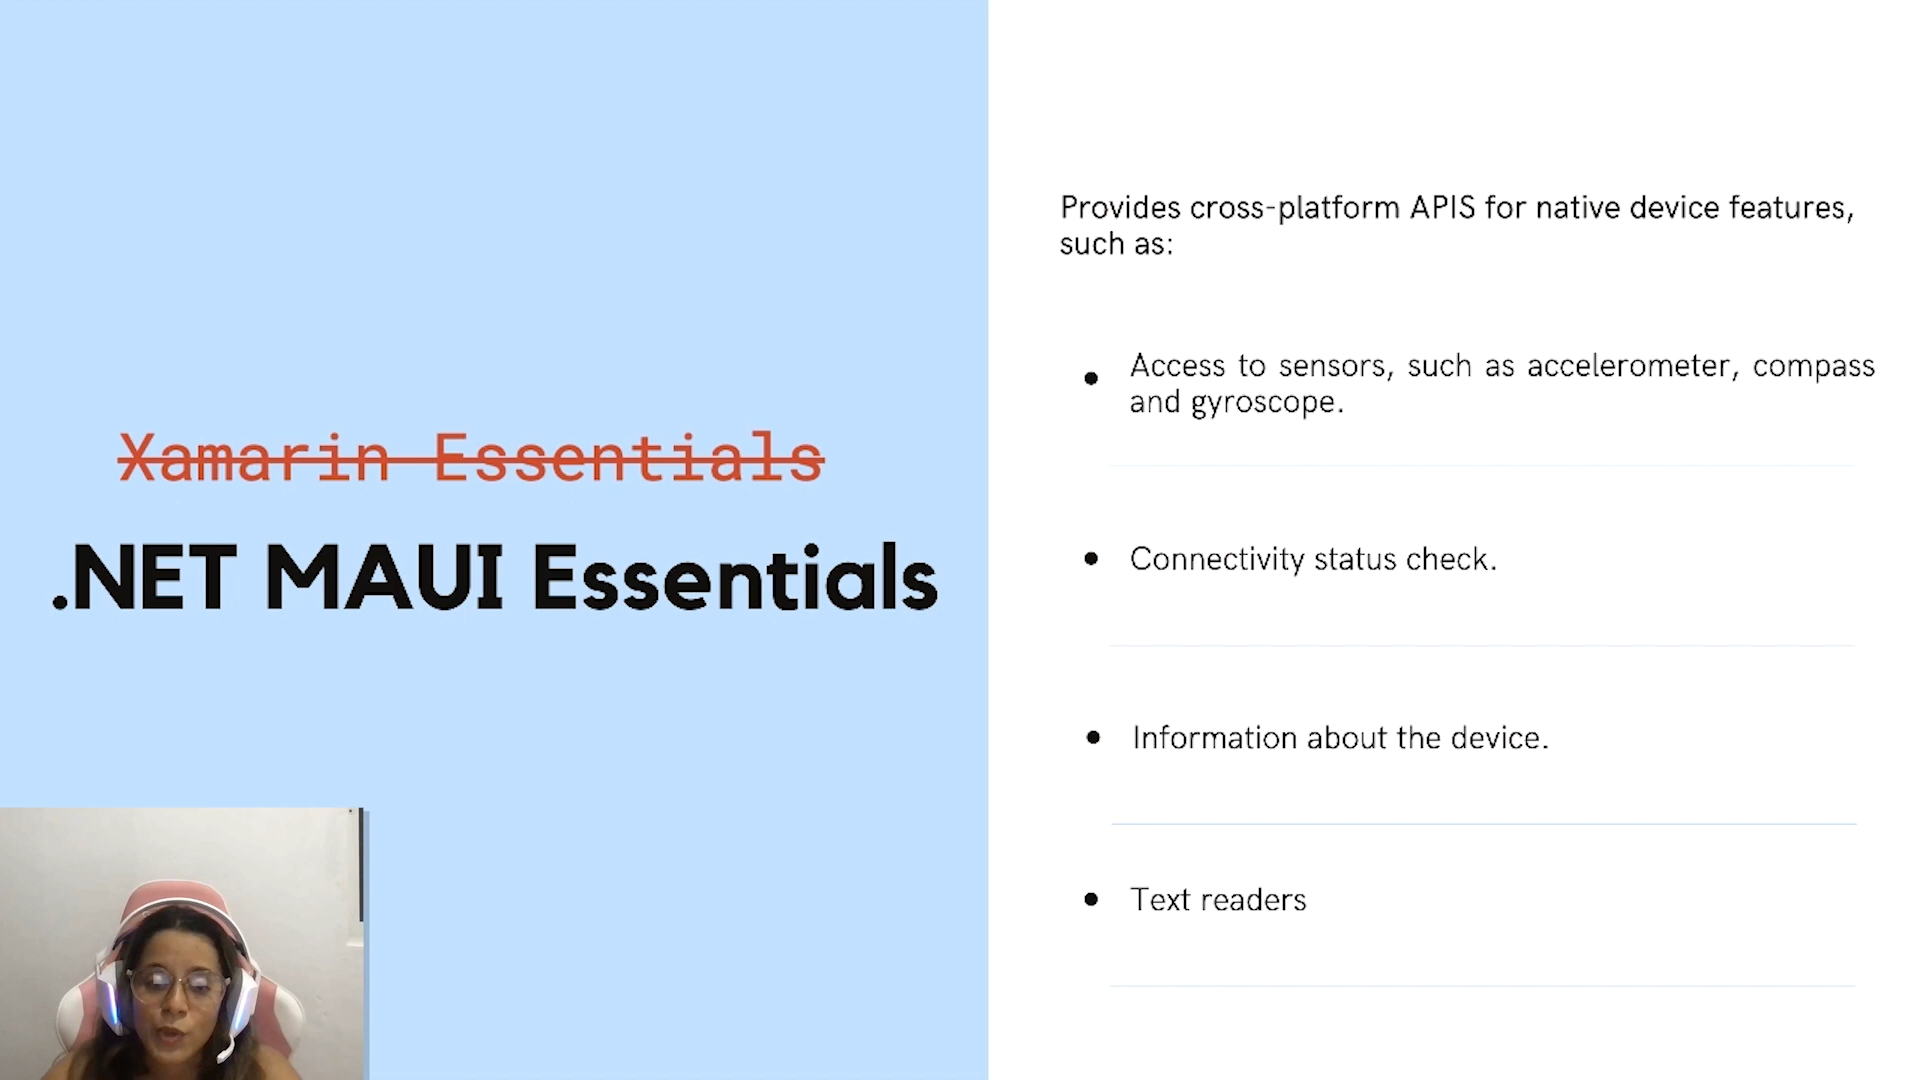 Xamarin Essentials
.NET MAUI Essentials
Provides cross-platform APIS for native device features,
such as:
Access to sensors, such as accelerometer, compass
and gyroscope.
Connectivity status check.
Information about the device.
Text readers